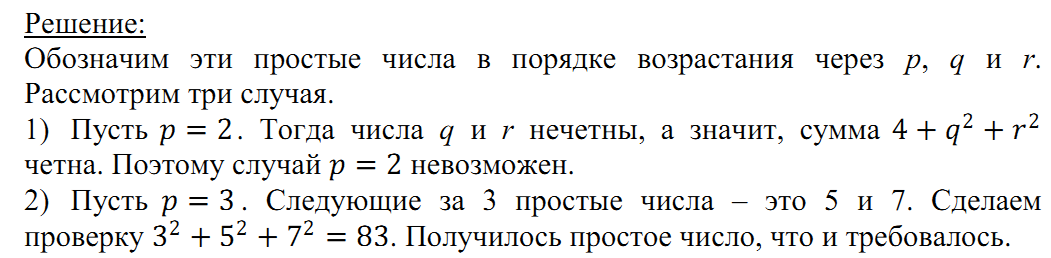 Решение:
Обозначим эти простые числа в порядке возрастания через p, q и r.
Рассмотрим три случая.
1) Пусть p = 2. Тогда числа q и r нечетны, а значит, сумма 4 + q² + r²
четна. Поэтому случай p = 2 невозможен.
2) Пусть p = 3. Следующие за 3 простые числа – это 5 и 7. Сделаем
проверку 3² + 5² + 7² = 83. Получилось простое число, что и требовалось.